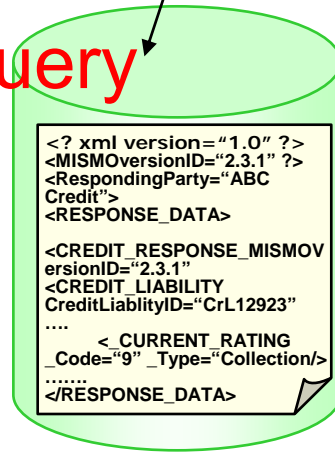 uery
<? xml version="1.0" ?>
<MISMOversionID="2.3.1" ?>
<RespondingParty="ABC
Credit">
<RESPONSE_DATA>
<CREDIT_RESPONSE_MISMOV
ersionID="2.3.1"
<CREDIT_LIABILITY
CreditLiablityID="CrL12923"
….
<_CURRENT_RATING
_Code="9" _Type="Collection/>
…….
</RESPONSE_DATA>